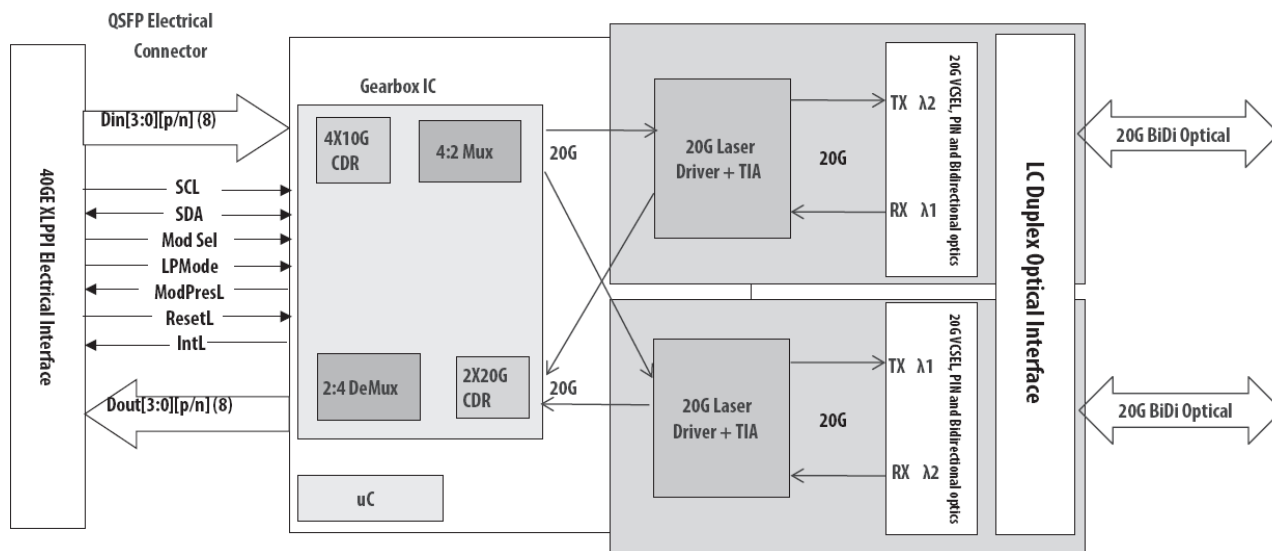 QSFP Electrical
Connector
40GE XLPPI Electrical Interface
Din[3:0][p/n] (8)
SCL
SDA
Mod Sel
LPMode
ModPresL
ResetL
IntL
Dout[3:0][p/n] (8)
Gearbox IC
4X10G
CDR
4:2 Mux
2:4 DeMux
2X20G
CDR
uC
20G
20G
20G Laser
Driver + TIA
20G
TX λ2
RX λ1
20G VCSEL, PIN and Bidirectional optics
20G Laser
Driver + TIA
20G
TX λ1
RX λ2
20G VCSEL, PIN and Bidirectional optics
LC Duplex Optical Interface
20G BiDi Optical
20G BiDi Optical